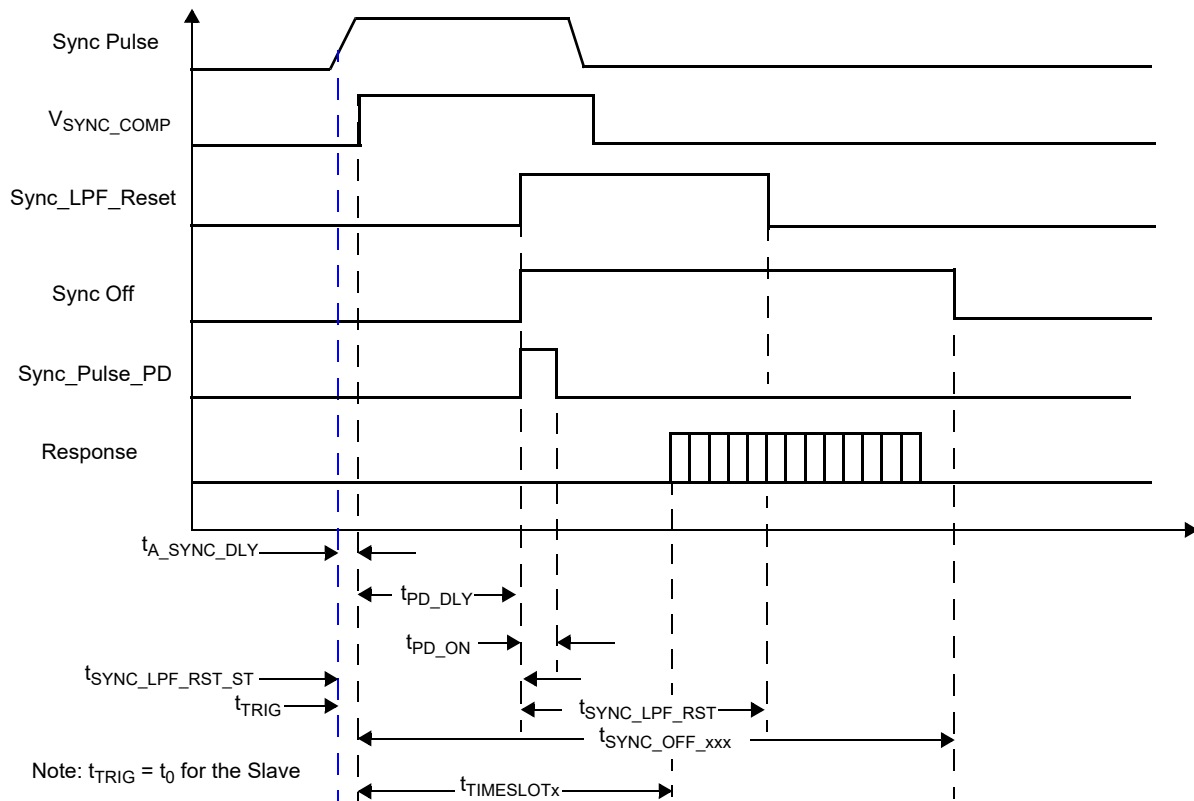 Sync Pulse
VSYNC_COMP
Sync_LPF_Reset
Sync Off
Sync_Pulse_PD
Response
tA_SYNC_DLY
tPD_DLY
tPD_ON
tSYNC_LPF_RST_ST
tTRIG
tSYNC_LPF_RST
tSYNC_OFF_xxx
Note: tTRIG = t0 for the Slave
tTIMESLOTx